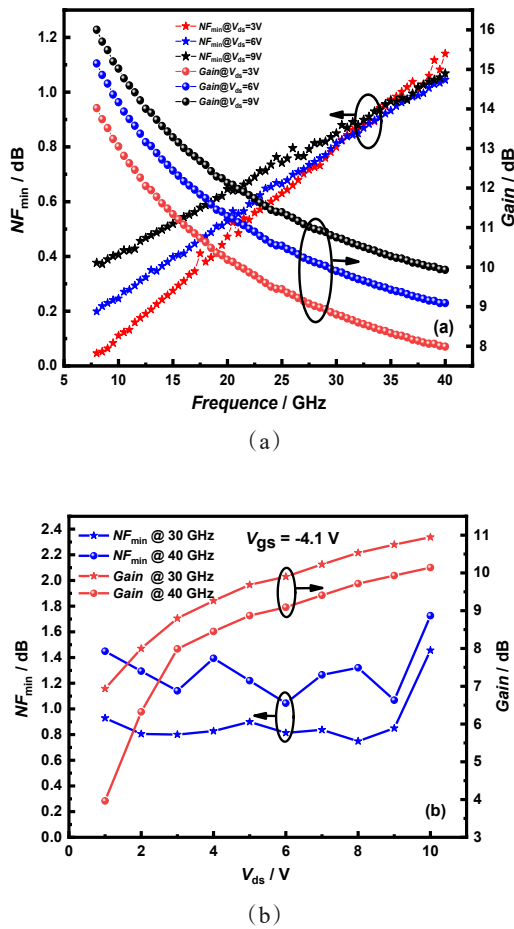 NFmin@Vds=3V
NFmin@Vds=6V
NFmin@Vds=9V
Gain@Vds=3V
Gain@Vds=6V
Gain@Vds=9V
1.2
1.0
0.8
0.6
0.4
0.2
0.0
NFmin / dB
16
15
14
13
12
11
10
9
8
Gain / dB
(a)
5 10 15 20 25 30 35 40
Frequence / GHz
(a)
NFmin @ 30 GHz
NFmin @ 40 GHz
Gain @ 30 GHz
Gain @ 40 GHz
Vgs = -4.1 V
2.4
2.2
2.0
1.8
1.6
1.4
1.2
1.0
0.8
0.6
0.4
0.2
0.0
NFmin / dB
11
10
9
8
7
6
5
4
3
Gain / dB
(b)
0 2 4 6 8 10
Vds / V
(b)